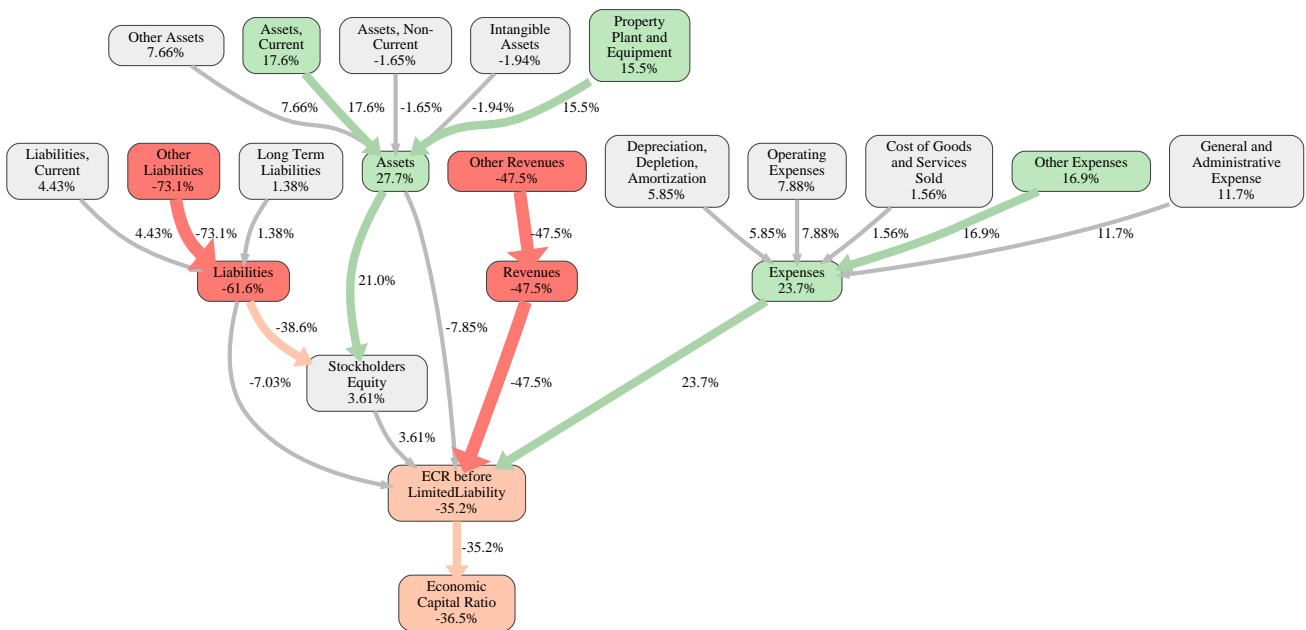 Other Assets
7.66%
Assets,
Current
17.6%
Assets, Non-
Current
-1.65%
Intangible
Assets
-1.94%
Property
Plant and
Equipment
15.5%
7.66%
17.6%
-1.65%
-1.94%
15.5%
Liabilities,
Current
4.43%
Other
Liabilities
-73.1%
Long Term
Liabilities
1.38%
Assets
27.7%
Other Revenues
-47.5%
Depreciation,
Depletion,
Amortization
5.85%
Operating
Expenses
7.88%
Cost of Goods
and Services
Sold
1.56%
Other Expenses
16.9%
General and
Administrative
Expense
11.7%
4.43%
-73.1%
1.38%
-47.5%
5.85%
7.88%
1.56%
16.9%
11.7%
Liabilities
-61.6%
21.0%
Revenues
-47.5%
Expenses
23.7%
-38.6%
-7.85%
Stockholders
Equity
3.61%
-7.03%
-47.5%
23.7%
3.61%
ECR before
LimitedLiability
-35.2%
-35.2%
Economic
Capital Ratio
-36.5%